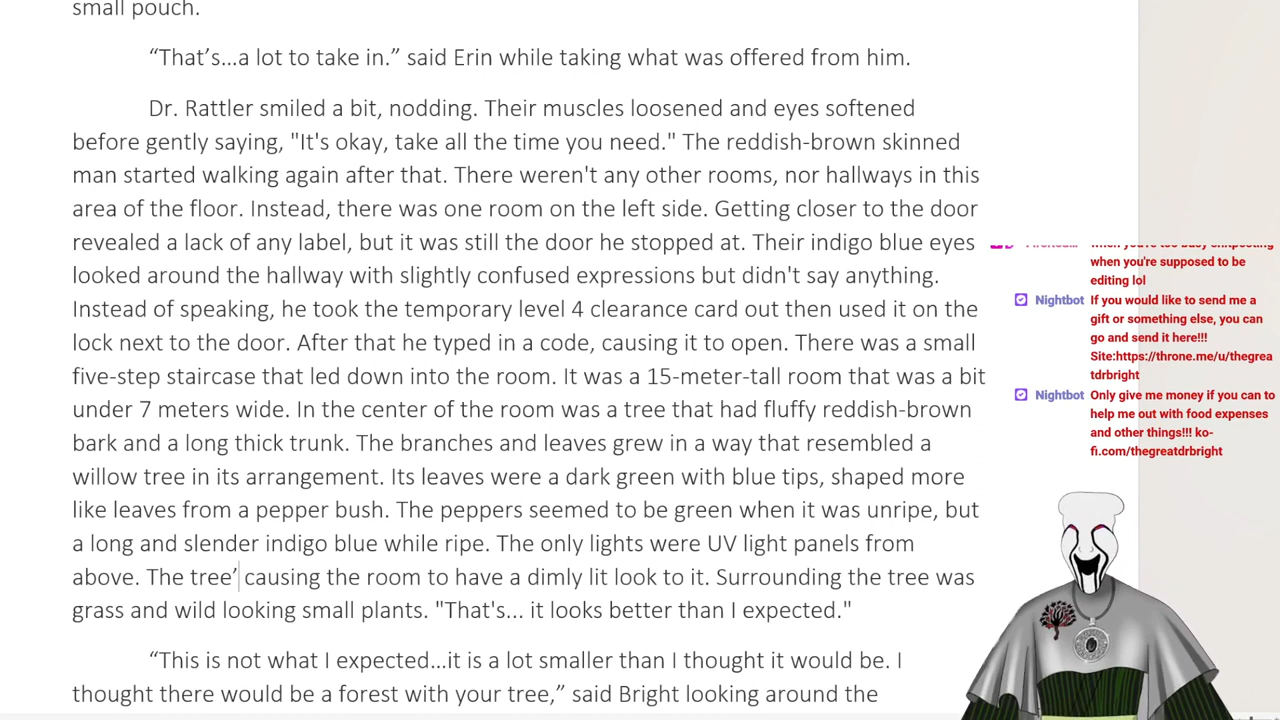 small pouch.
“That’s…a lot to take in.” said Erin while taking what was offered from him.
Dr. Rattler smiled a bit, nodding. Their muscles loosened and eyes softened
before gently saying, "It's okay, take all the time you need." The reddish-brown skinned
man started walking again after that. There weren't any other rooms, nor hallways in this
area of the floor. Instead, there was one room on the left side. Getting closer to the door
revealed a lack of any label, but it was still the door he stopped at. Their indigo blue eyes
looked around the hallway with slightly confused expressions but didn't say anything.
Instead of speaking, he took the temporary level 4 clearance card out then used it on the
lock next to the door. After that he typed in a code, causing it to open. There was a small
five-step staircase that led down into the room. It was a 15-meter-tall room that was a bit
under 7 meters wide. In the center of the room was a tree that had fluffy reddish-brown
bark and a long thick trunk. The branches and leaves grew in a way that resembled a
willow tree in its arrangement. Its leaves were a dark green with blue tips, shaped more
like leaves from a pepper bush. The peppers seemed to be green when it was unripe, but
a long and slender indigo blue while ripe. The only lights were UV light panels from
above. The tree’ causing the room to have a dimly lit look to it. Surrounding the tree was
grass and wild looking small plants. "That's... it looks better than I expected."
“This is not what I expected…it is a lot smaller than I thought it would be. I
thought there would be a forest with your tree,” said Bright looking around the
when you're supposed to be
editing lol
Nightbot If you would like to send me a
gift or something else, you can
go and send it here!!!
Site:https://throne.me/u/thegrea
tdrbright
Nightbot Only give me money if you can to
help me out with food expenses
and other things!!! ko-
fi.com/thegreatdrbright